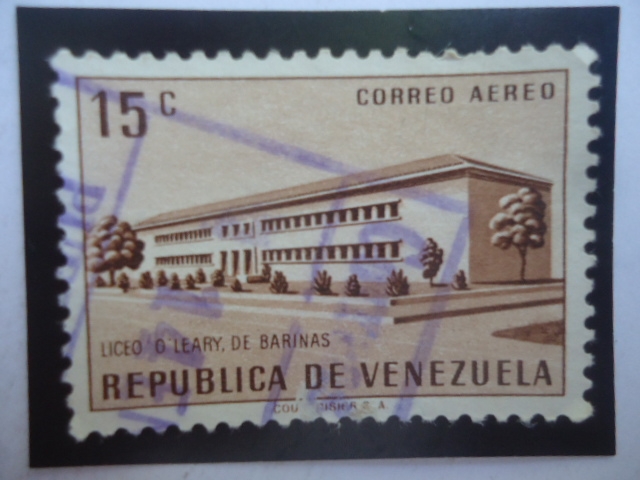 15 C
CORREO AEREO
LICEO O LEARY, DE BARINAS
REPUBLICA DE VENEZUELA